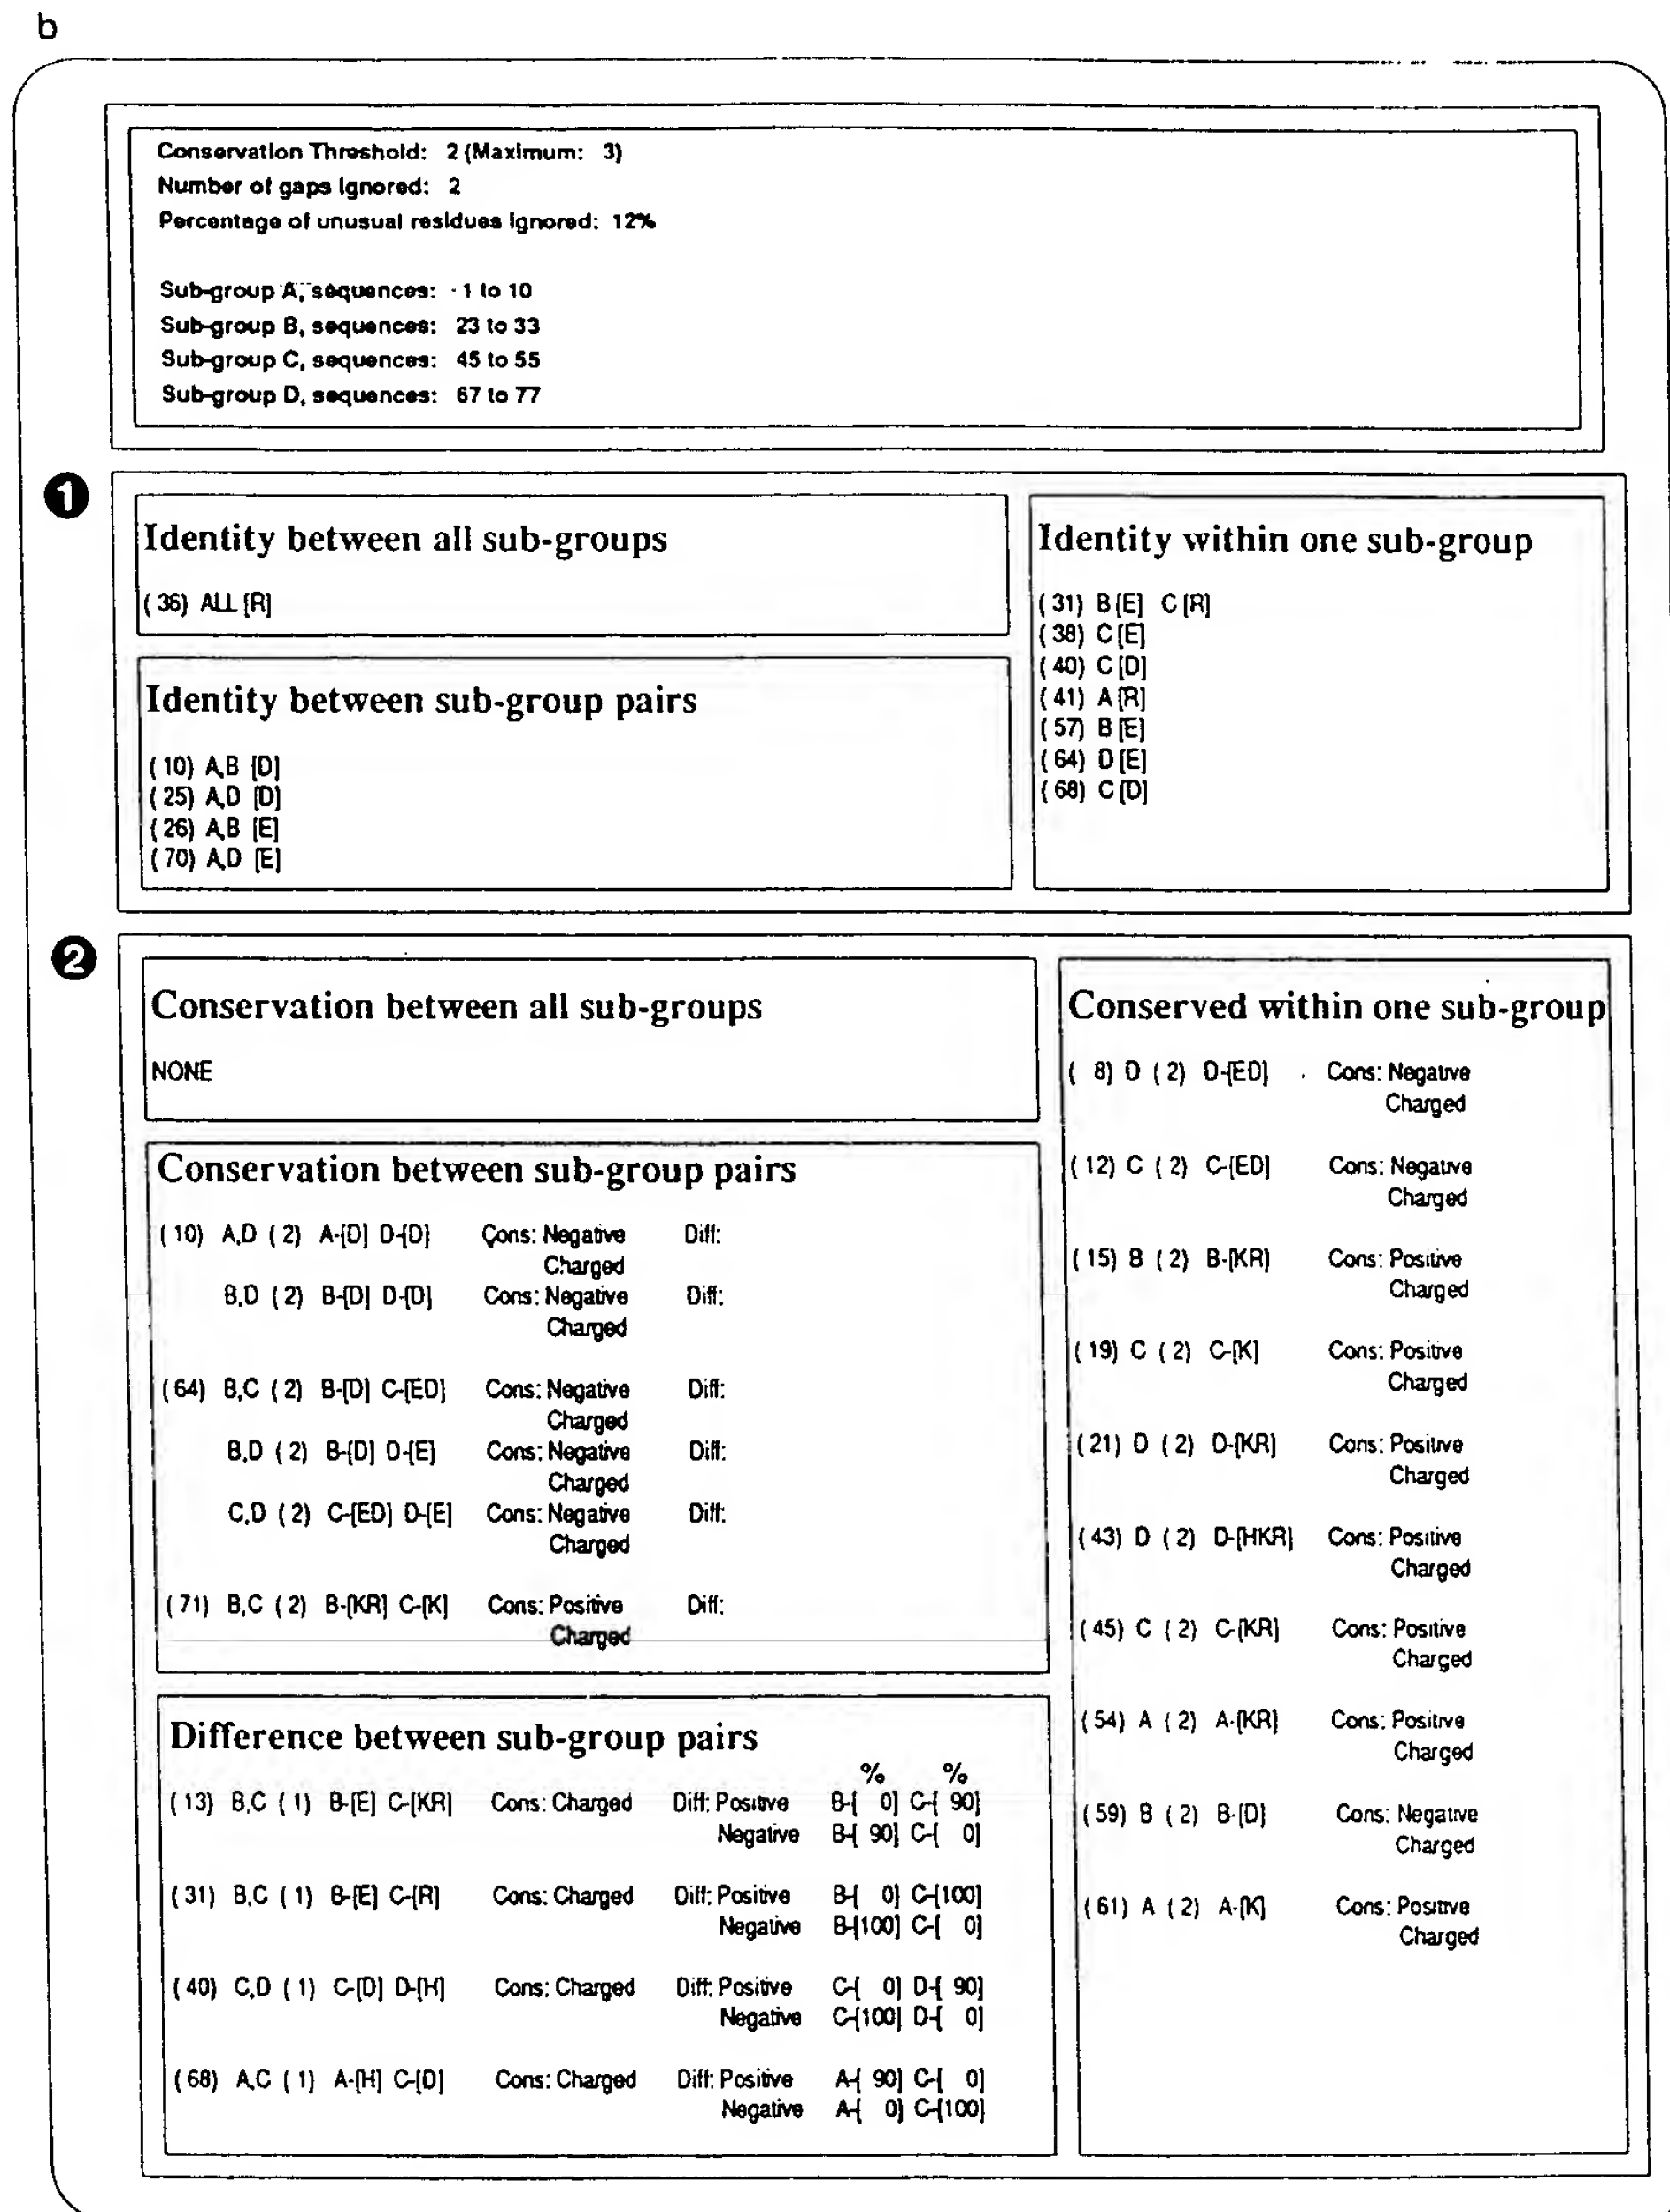 b
Conservation Threshold: 2 (Maximum: 3)
Number of gaps Ignored: 2
Percentage of unusual residues Ignored: 12%
Sub-group A, sequences: 1 to 10
Sub-group B, sequences: 23 to 33
Sub-group C, sequences: 45 to 55
Sub-group D, sequences: 67 to 77
1
Identity between all sub-groups
( 36) ALL [R]
Identity between sub-group pairs
( 10) A,B [D]
( 25) A,D [D]
( 26) A,B [E]
( 70) A,D [E]
Identity within one sub-group
( 31) B [E] C [R]
( 38) C [E]
( 40) C [D]
( 41) A [R]
( 57) B [E]
( 64) D [E]
( 68) C [D]
2
Conservation between all sub-groups
NONE
Conservation between sub-group pairs
( 10) A,D ( 2) A-[D] D-[D] Cons: Negative Diff:
Charged
B,D ( 2) B-[D] D-[D] Cons: Negative Diff:
Charged
( 64) B,C ( 2) B-[D] C-[ED] Cons: Negative Diff:
Charged
B,D ( 2) B-[D] D-[E] Cons: Negative Diff:
Charged
C,D ( 2) C-[ED] D-[E] Cons: Negative Diff:
Charged
( 71) B,C ( 2) B-[KR] C-[K] Cons: Positive Diff:
Charged
Difference between sub-group pairs
% %
( 13) B,C ( 1) B-[E] C-[KR] Cons: Charged Diff: Positive B-[ 0] C-[ 90]
Negative B-[ 90] C-[ 0]
( 31) B,C ( 1) B-[E] C-[R] Cons: Charged Diff: Positive B-[ 0] C-[100]
Negative B-[100] C-[ 0]
( 40) C,D ( 1) C-[D] D-[H] Cons: Charged Diff: Positive C-[ 0] D-[ 90]
Negative C-[100] D-[ 0]
( 68) A,C ( 1) A-[H] C-[D] Cons: Charged Diff: Positive A-[ 90] C-[ 0]
Negative A-[ 0] C-[100]
Conserved within one sub-group
( 8) D ( 2) D-[ED] Cons: Negative
Charged
( 12) C ( 2) C-[ED] Cons: Negative
Charged
( 15) B ( 2) B-[KR] Cons: Positive
Charged
( 19) C ( 2) C-[K] Cons: Positive
Charged
( 21) D ( 2) D-[KR] Cons: Positive
Charged
( 43) D ( 2) D-[HKR] Cons: Positive
Charged
( 45) C ( 2) C-[KR] Cons: Positive
Charged
( 54) A ( 2) A-[KR] Cons: Positive
Charged
( 59) B ( 2) B-[D] Cons: Negative
Charged
( 61) A ( 2) A-[K] Cons: Positive
Charged